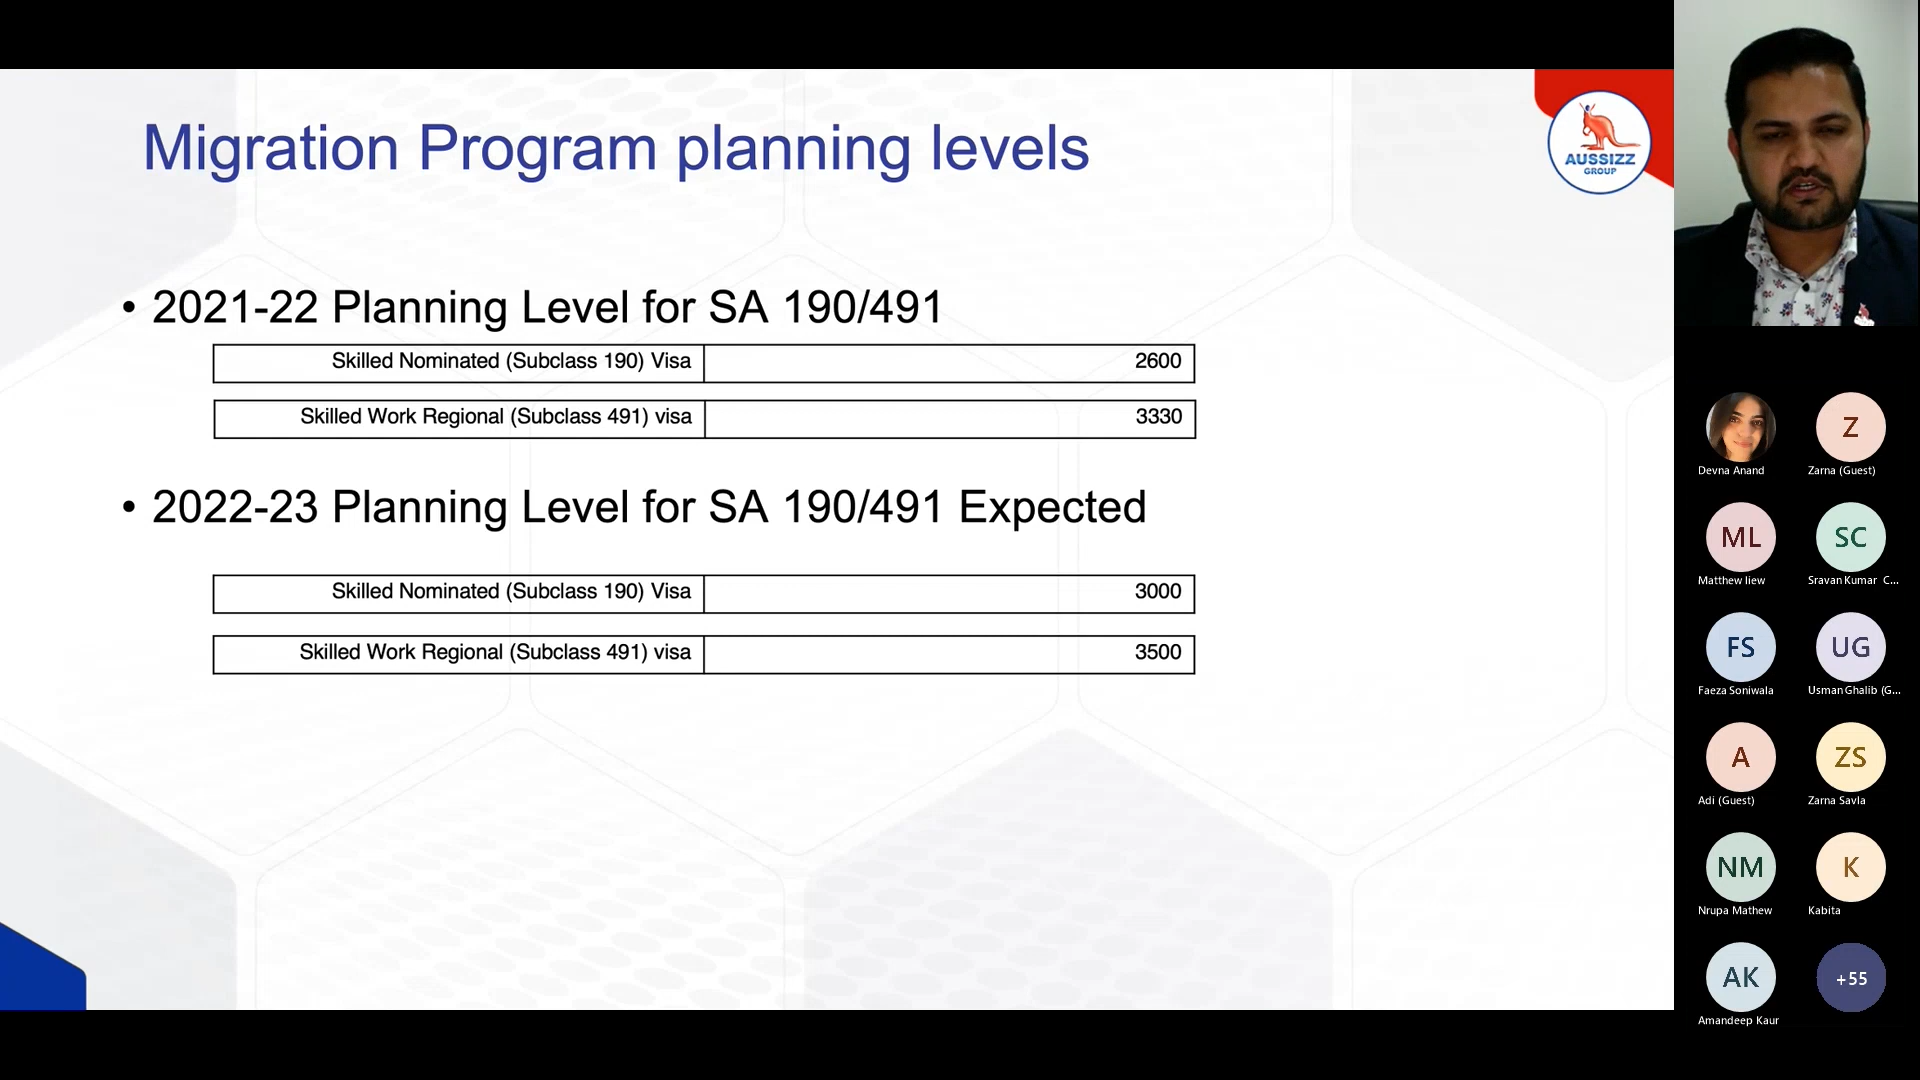 Migration Program planning levels
AUSSIZZ
GROUP
• 2021-22 Planning Level for SA 190/491
Skilled Nominated (Subclass 190) Visa 2600
Skilled Work Regional (Subclass 491) visa 3330
• 2022-23 Planning Level for SA 190/491 Expected
Skilled Nominated (Subclass 190) Visa 3000
Skilled Work Regional (Subclass 491) visa 3500
Z
Devna Anand Zarna (Guest)
ML SC
Matthew liew Sravan Kumar C...
FS UG
Faeza Soniwala Usman Ghalib (G...
A ZS
Adi (Guest) Zarna Savla
NM K
Nrupa Mathew Kabita
AK +55
Amandeep Kaur